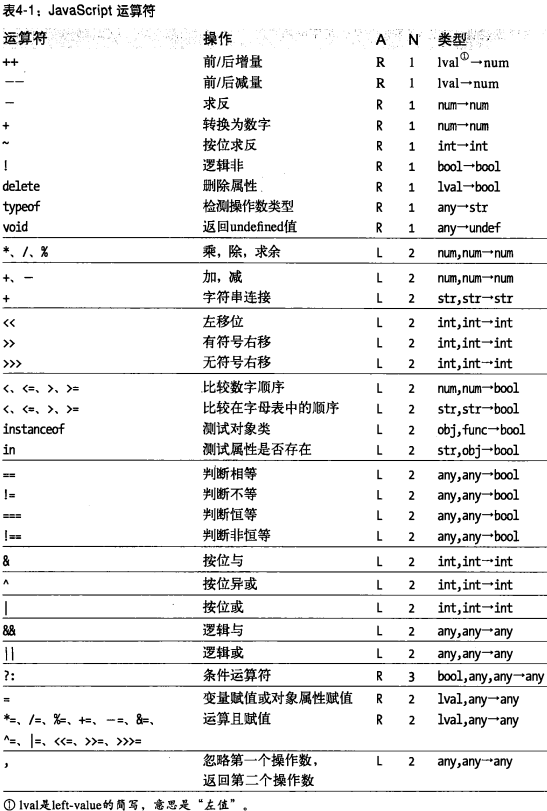 表4-1：JavaScript 运算符
运算符 操作 A N 类型
++ 前/后增量 R 1 lval①→num
-- 前/后减量 R 1 lval→num
- 求反 R 1 num→num
+ 转换为数字 R 1 num→num
~ 按位求反 R 1 int→int
! 逻辑非 R 1 bool→bool
delete 删除属性 R 1 lval→bool
typeof 检测操作数类型 R 1 any→str
void 返回undefined值 R 1 any→undef
*、/、% 乘，除，求余 L 2 num,num→num
+、- 加，减 L 2 num,num→num
+ 字符串连接 L 2 str,str→str
<< 左移位 L 2 int,int→int
>> 有符号右移 L 2 int,int→int
>>> 无符号右移 L 2 int,int→int
<、<=、>、>= 比较数字顺序 L 2 num,num→bool
<、<=、>、>= 比较在字母表中的顺序 L 2 str,str→bool
instanceof 测试对象类 L 2 obj,func→bool
in 测试属性是否存在 L 2 str,obj→bool
== 判断相等 L 2 any,any→bool
!= 判断不等 L 2 any,any→bool
=== 判断恒等 L 2 any,any→bool
!== 判断非恒等 L 2 any,any→bool
& 按位与 L 2 int,int→int
^ 按位异或 L 2 int,int→int
| 按位或 L 2 int,int→int
&& 逻辑与 L 2 any,any→any
|| 逻辑或 L 2 any,any→any
?: 条件运算符 R 3 bool,any,any→any
= 变量赋值或对象属性赋值 R 2 lval,any→any
*=、/=、%=、+=、-=、&=、 运算且赋值 R 2 lval,any→any
^=、|=、<<=、>>=、>>>=
, 忽略第一个操作数， L 2 any,any→any
返回第二个操作数
① lval是left-value的简写，意思是“左值”。